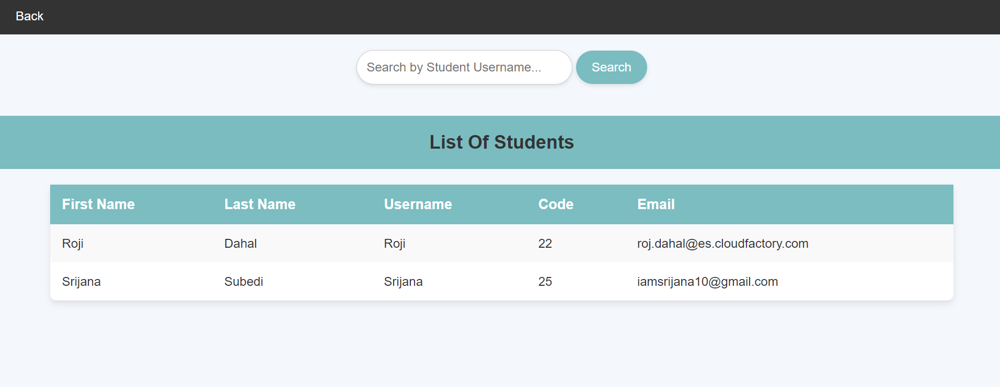 Back
Search by Student Username... Search
List Of Students
First Name Last Name Username Code Email
Roji Dahal Roji 22 roj.dahal@es.cloudfactory.com
Srijana Subedi Srijana 25 iamsrijana10@gmail.com